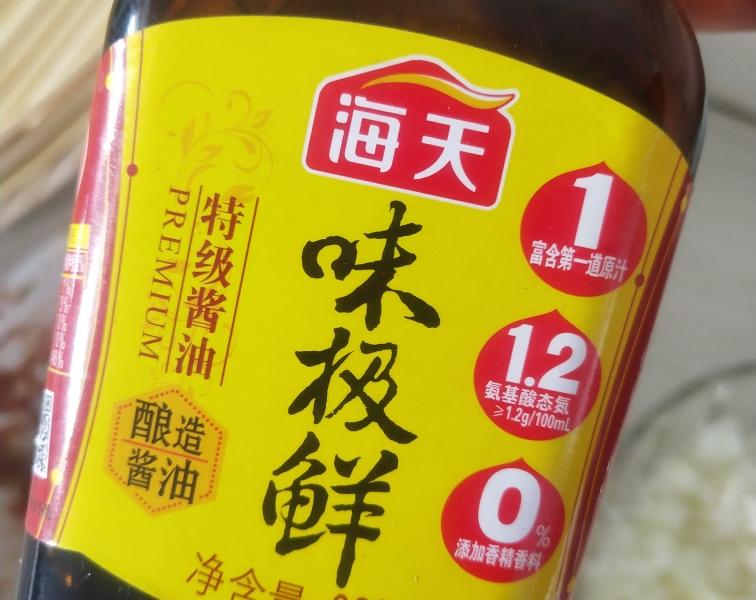 海天
味极鲜
特级酱油
PREMIUM
酿造
酱油
1
富含第一道原汁
1.2
氨基酸态氮
≥1.2g/100mL
0%
添加香精香料
净含量